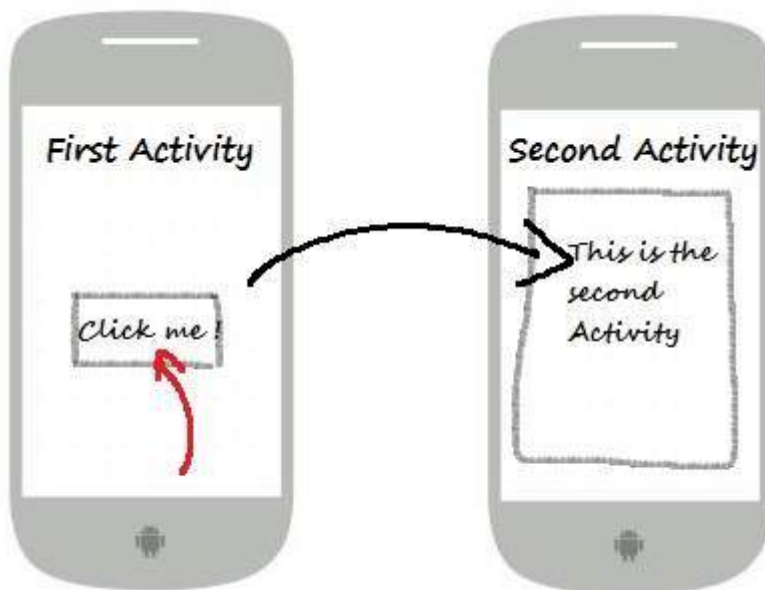 First Activity
Click me !
Second Activity
This is the
second
Activity